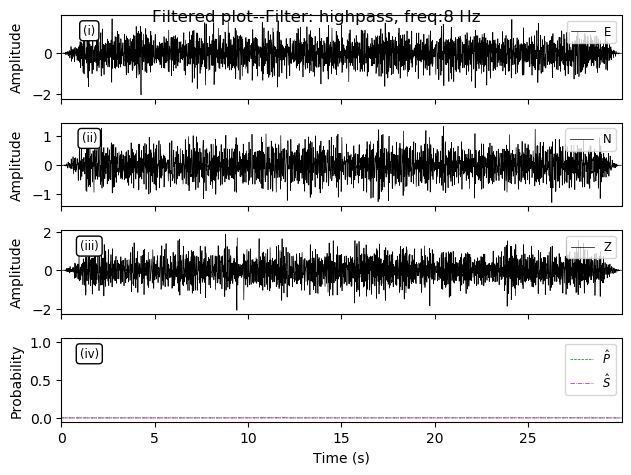 Filtered plot--Filter: highpass, freq:8 Hz
(i)
E
Amplitude
0
−2
(ii)
N
Amplitude
1
0
−1
(iii)
Z
Amplitude
2
0
−2
(iv)
P̂
Ŝ
Probability
1.0
0.5
0.0
0 5 10 15 20 25
Time (s)